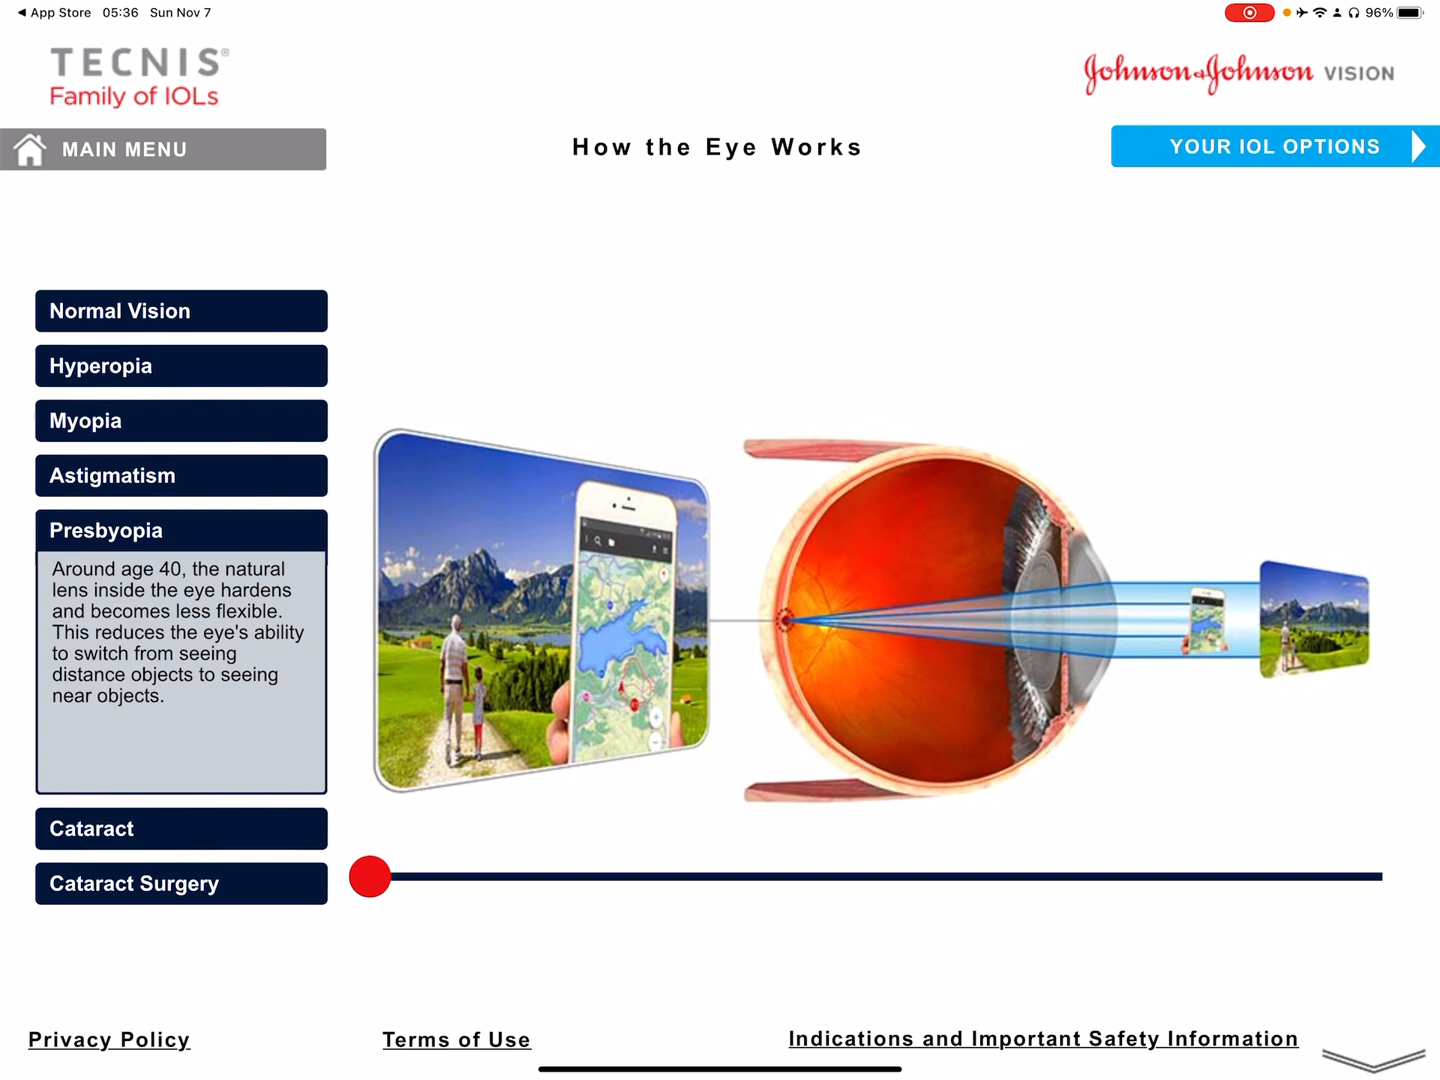 App Store 05:36 Sun Nov 7
96%
TECNIS®
Family of IOLs
Johnson & Johnson VISION
MAIN MENU
How the Eye Works
YOUR IOL OPTIONS
Normal Vision
Hyperopia
Myopia
Astigmatism
Presbyopia
Around age 40, the natural
lens inside the eye hardens
and becomes less flexible.
This reduces the eye's ability
to switch from seeing
distance objects to seeing
near objects.
Cataract
Cataract Surgery
Privacy Policy
Terms of Use
Indications and Important Safety Information